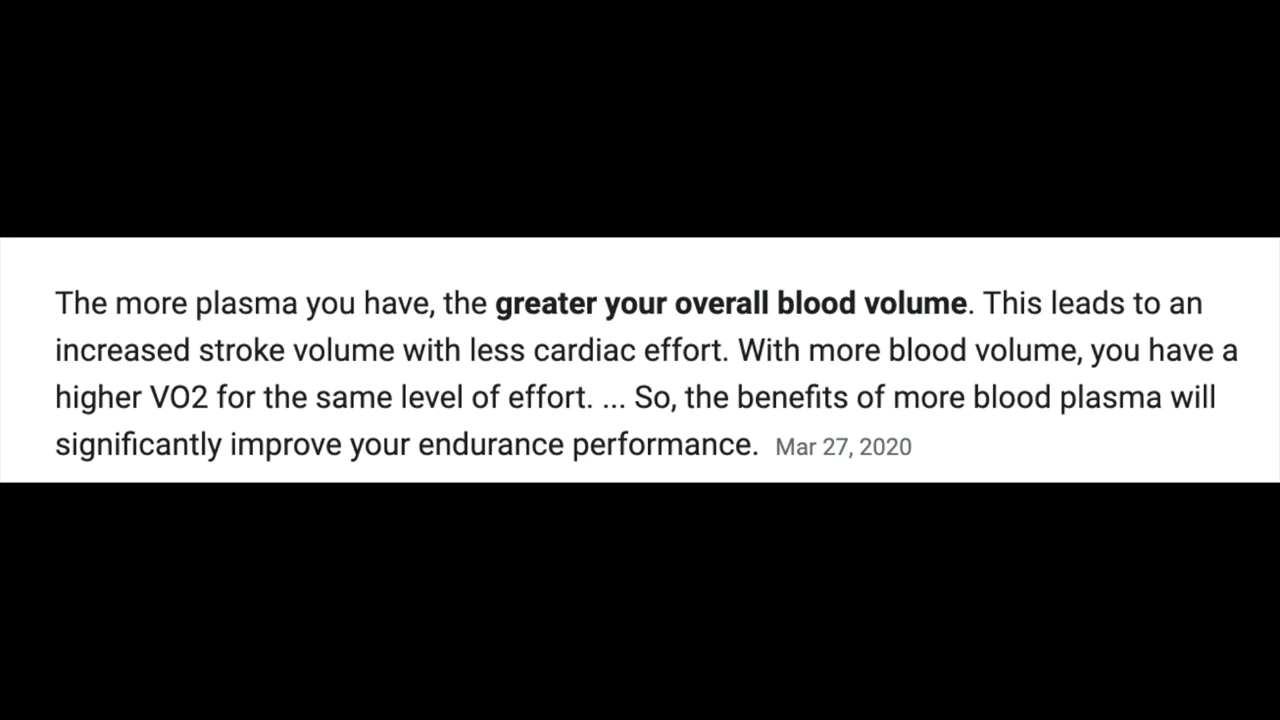 The more plasma you have, the greater your overall blood volume. This leads to an
increased stroke volume with less cardiac effort. With more blood volume, you have a
higher VO2 for the same level of effort. ... So, the benefits of more blood plasma will
significantly improve your endurance performance. Mar 27, 2020